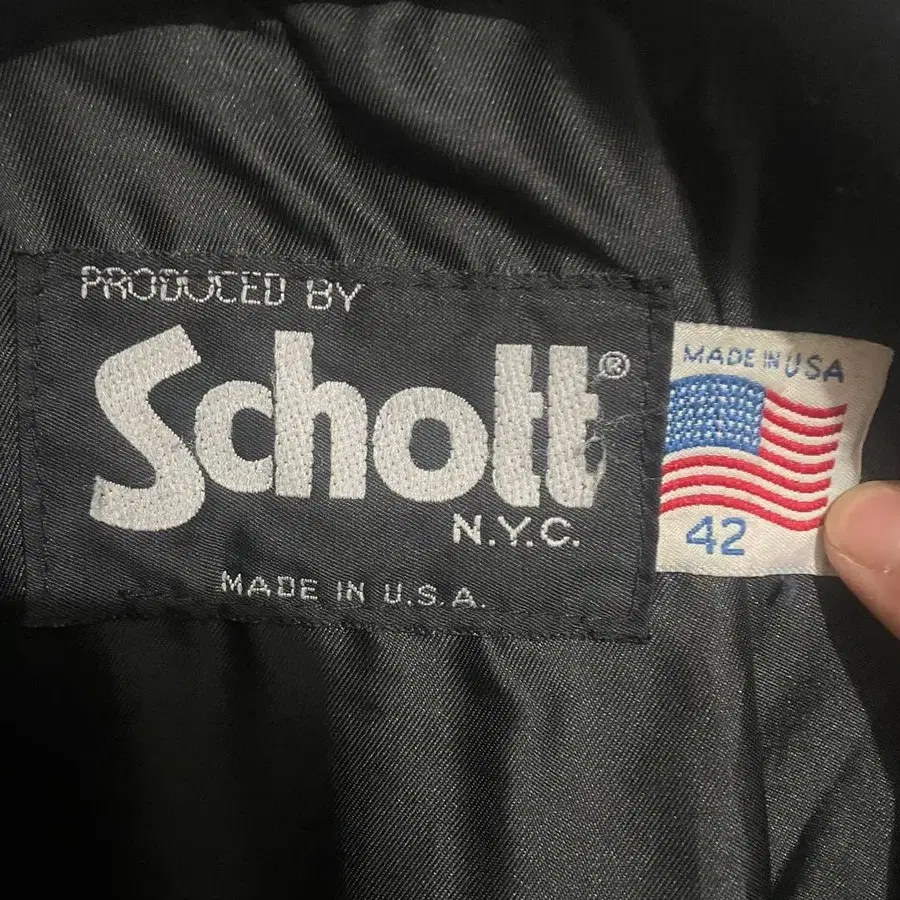 PRODUCED BY
Schott®
N.Y.C.
MADE IN U.S.A.
MADE IN USA
42